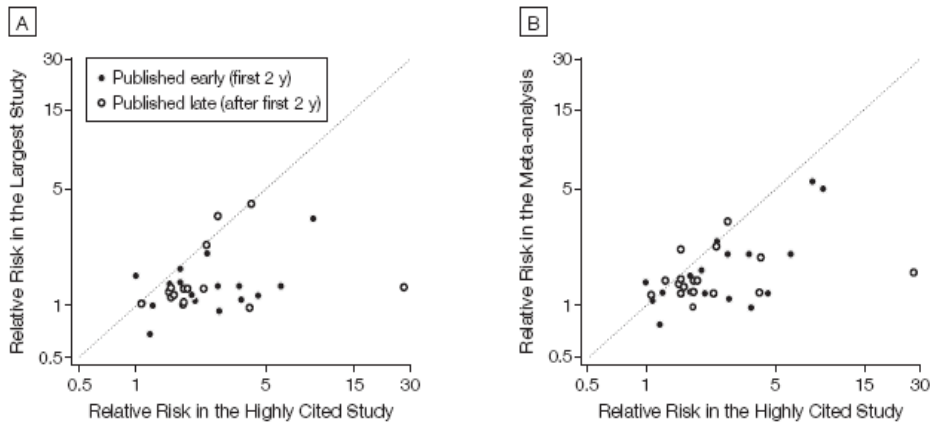 A
Relative Risk in the Largest Study
30
15
5
1
0.5
Published early (first 2 y)
Published late (after first 2 y)
0.5 1 5 15 30
Relative Risk in the Highly Cited Study
B
Relative Risk in the Meta-analysis
30
15
5
1
0.5
0.5 1 5 15 30
Relative Risk in the Highly Cited Study